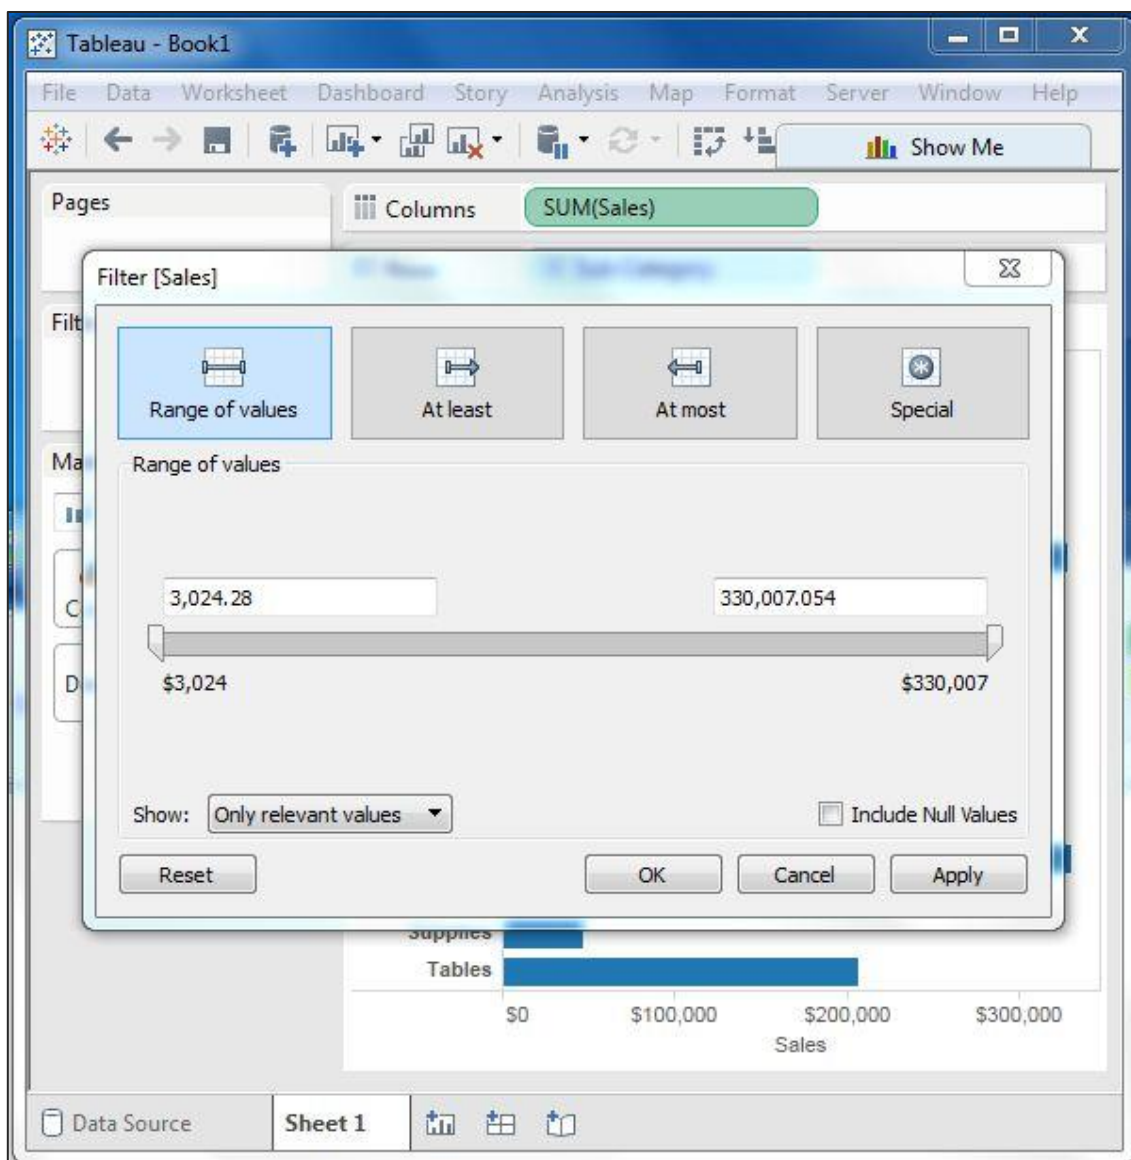 Tableau - Book1
File Data Worksheet Dashboard Story Analysis Map Format Server Window Help
Show Me
Pages
Columns SUM(Sales)
Filter [Sales]
Range of values At least At most Special
Range of values
3,024.28 330,007.054
$3,024 $330,007
Show: Only relevant values Include Null Values
Reset OK Cancel Apply
Supplies
Tables
$0 $100,000 $200,000 $300,000
Sales
Data Source Sheet 1